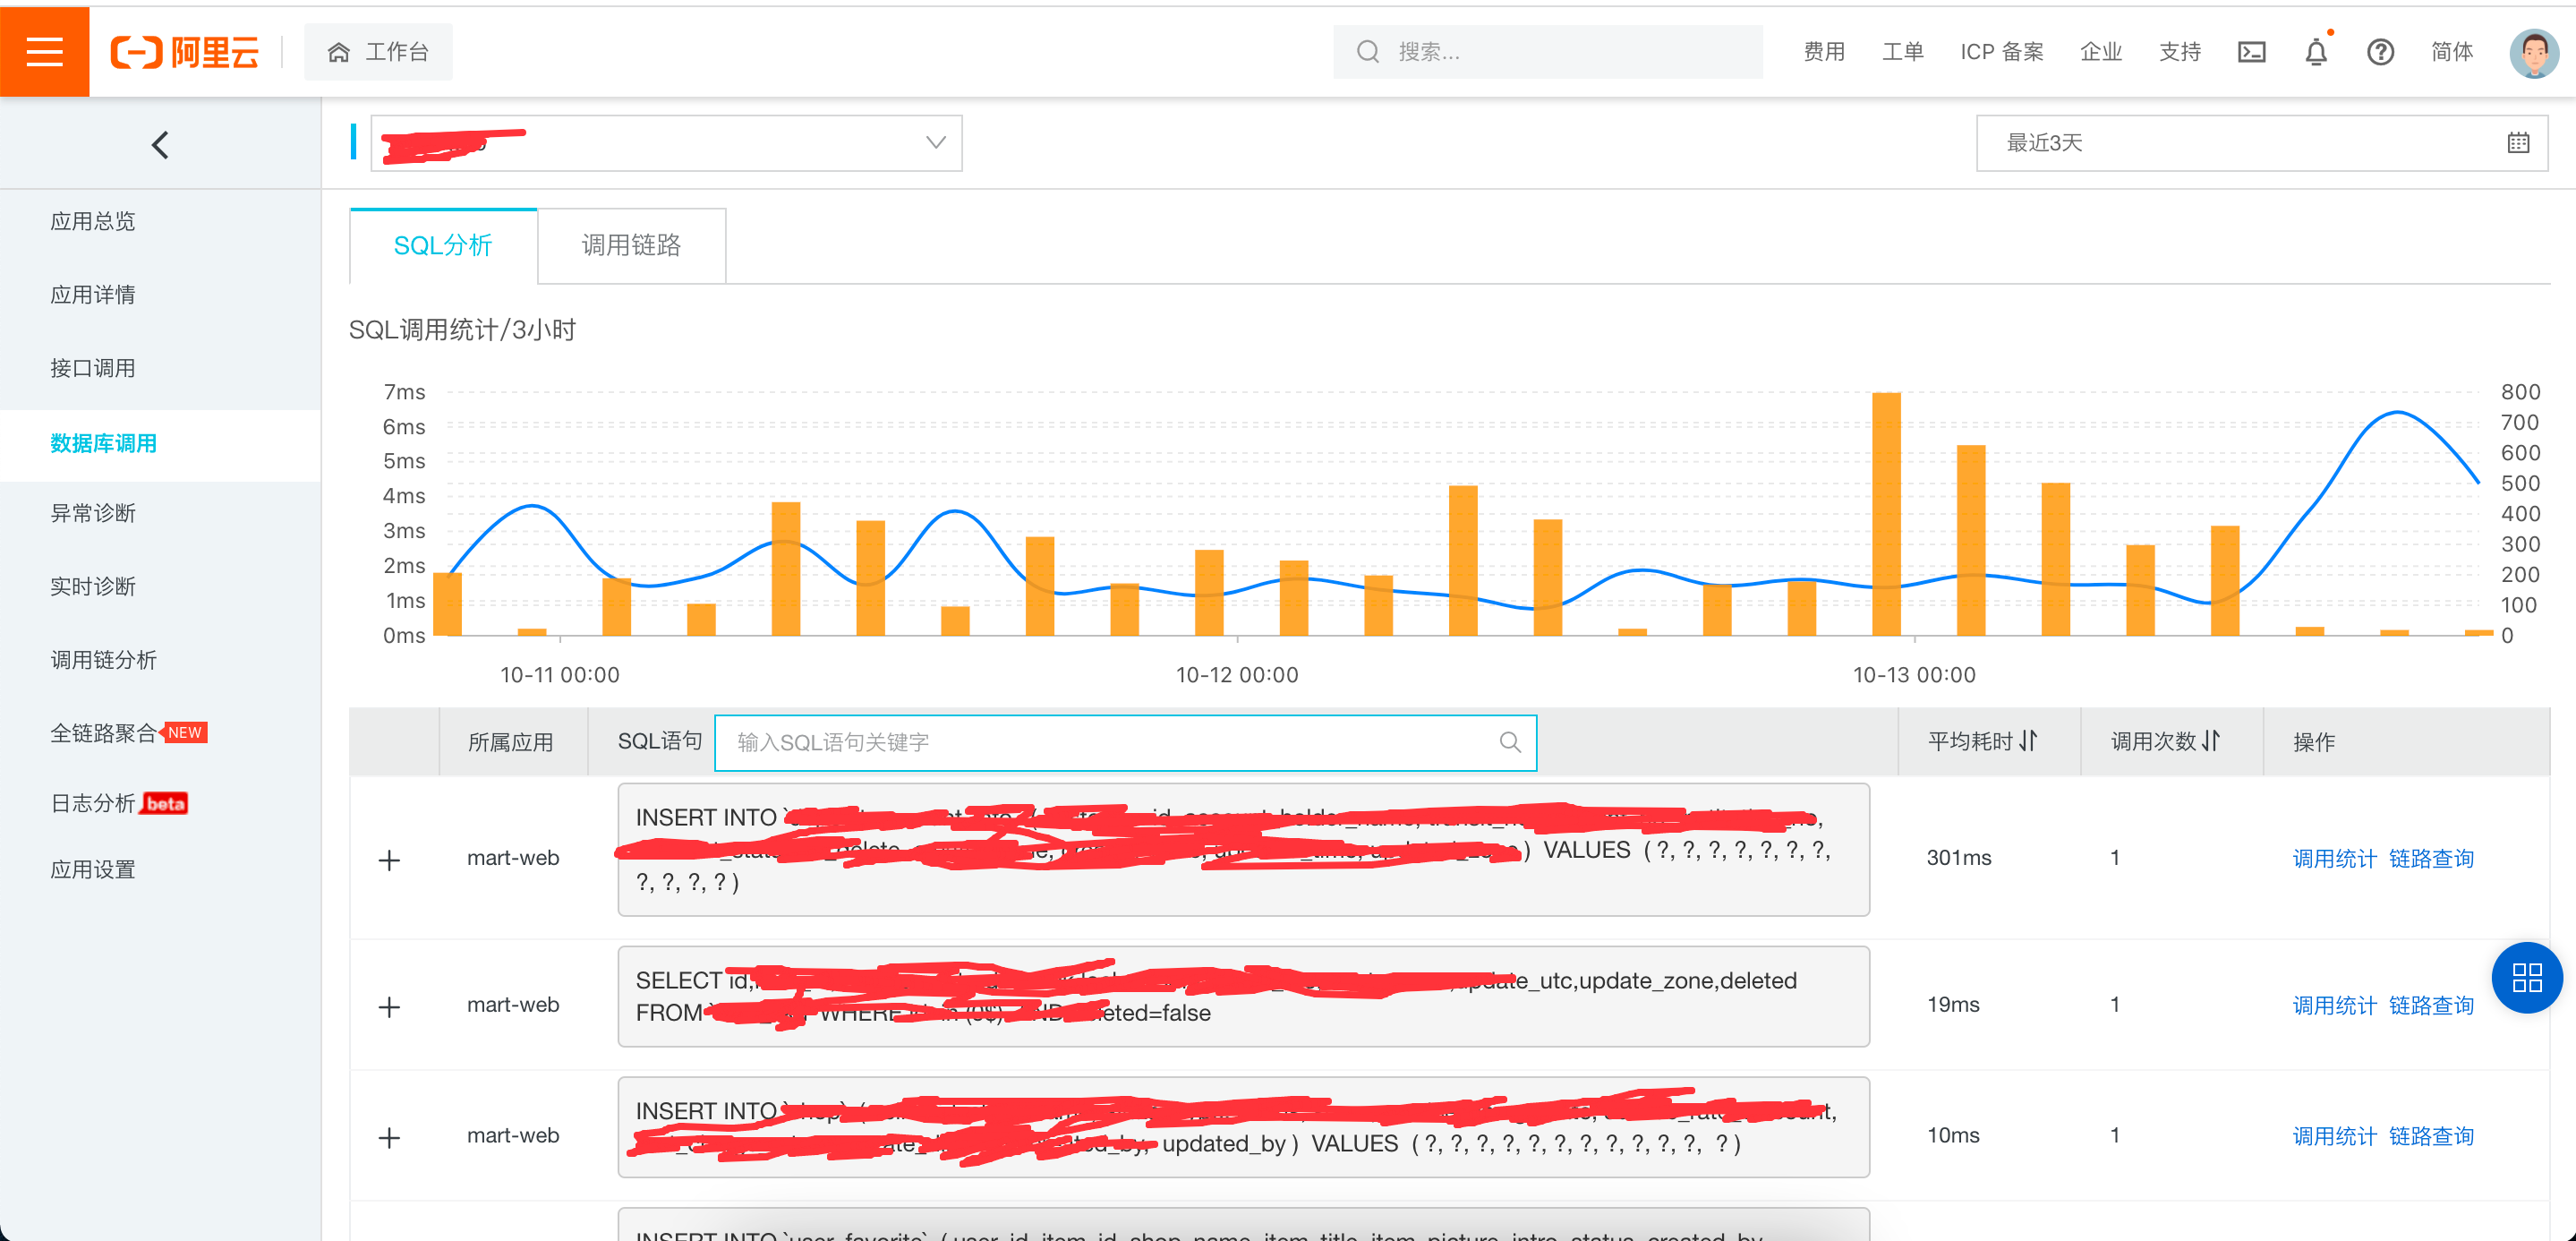 阿里云
工作台
搜索...
费用
工单
ICP 备案
企业
支持
简体
最近3天
应用总览
应用详情
接口调用
数据库调用
异常诊断
实时诊断
调用链分析
全链路聚合 NEW
日志分析 beta
应用设置
SQL分析
调用链路
SQL调用统计/3小时
7ms
6ms
5ms
4ms
3ms
2ms
1ms
0ms
800
700
600
500
400
300
200
100
0
10-11 00:00
10-12 00:00
10-13 00:00
所属应用
SQL语句
输入SQL语句关键字
平均耗时
调用次数
操作
mart-web
INSERT INTO `
VALUES ( ?, ?, ?, ?, ?, ?, ?,
?, ?, ?, ? )
301ms
1
调用统计 链路查询
mart-web
SELECT id, update_utc,update_zone,deleted
FROM WHERE deleted=false
19ms
1
调用统计 链路查询
mart-web
INSERT INTO
updated_by ) VALUES ( ?, ?, ?, ?, ?, ?, ?, ?, ?, ?, ?, ? )
10ms
1
调用统计 链路查询
INSERT INTO `user_favorite` ( user_id, item_id, shop_name, item_title, item_picture, intro, status, created_by,